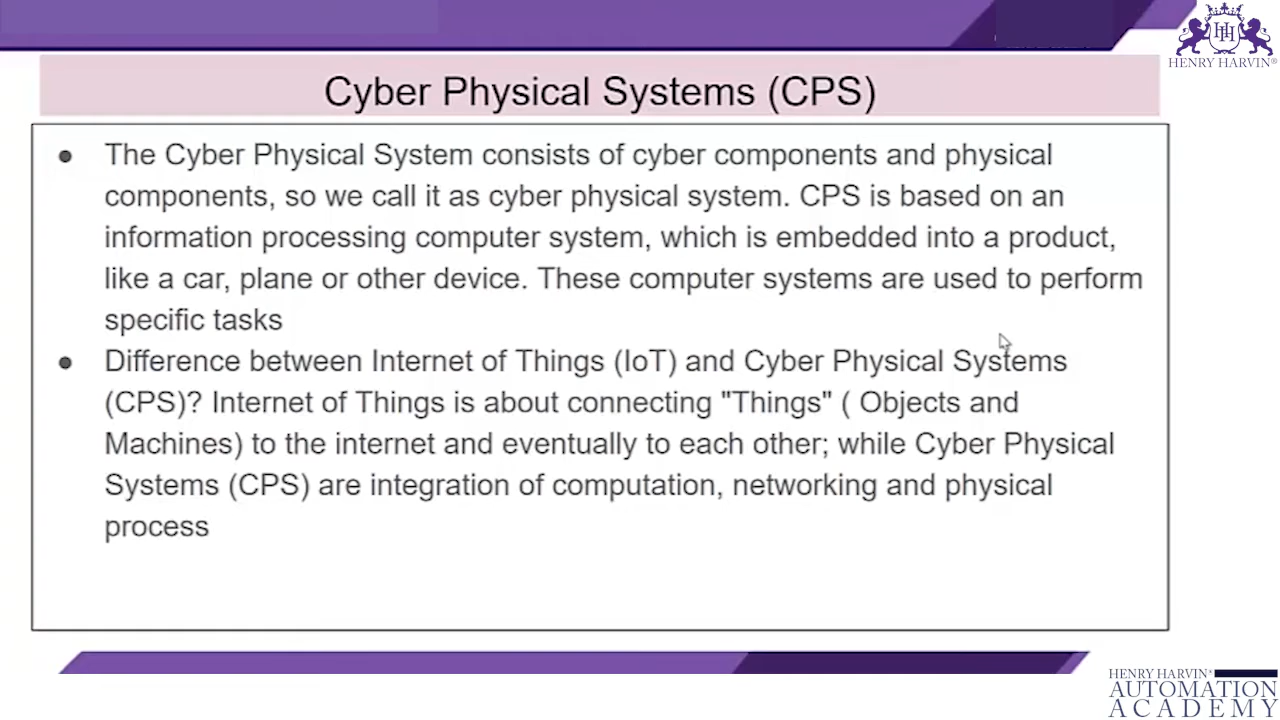 HENRY HARVIN®
Cyber Physical Systems (CPS)
● The Cyber Physical System consists of cyber components and physical
components, so we call it as cyber physical system. CPS is based on an
information processing computer system, which is embedded into a product,
like a car, plane or other device. These computer systems are used to perform
specific tasks
● Difference between Internet of Things (IoT) and Cyber Physical Systems
(CPS)? Internet of Things is about connecting "Things" ( Objects and
Machines) to the internet and eventually to each other; while Cyber Physical
Systems (CPS) are integration of computation, networking and physical
process
HENRY HARVIN®
AUTOMATION
ACADEMY